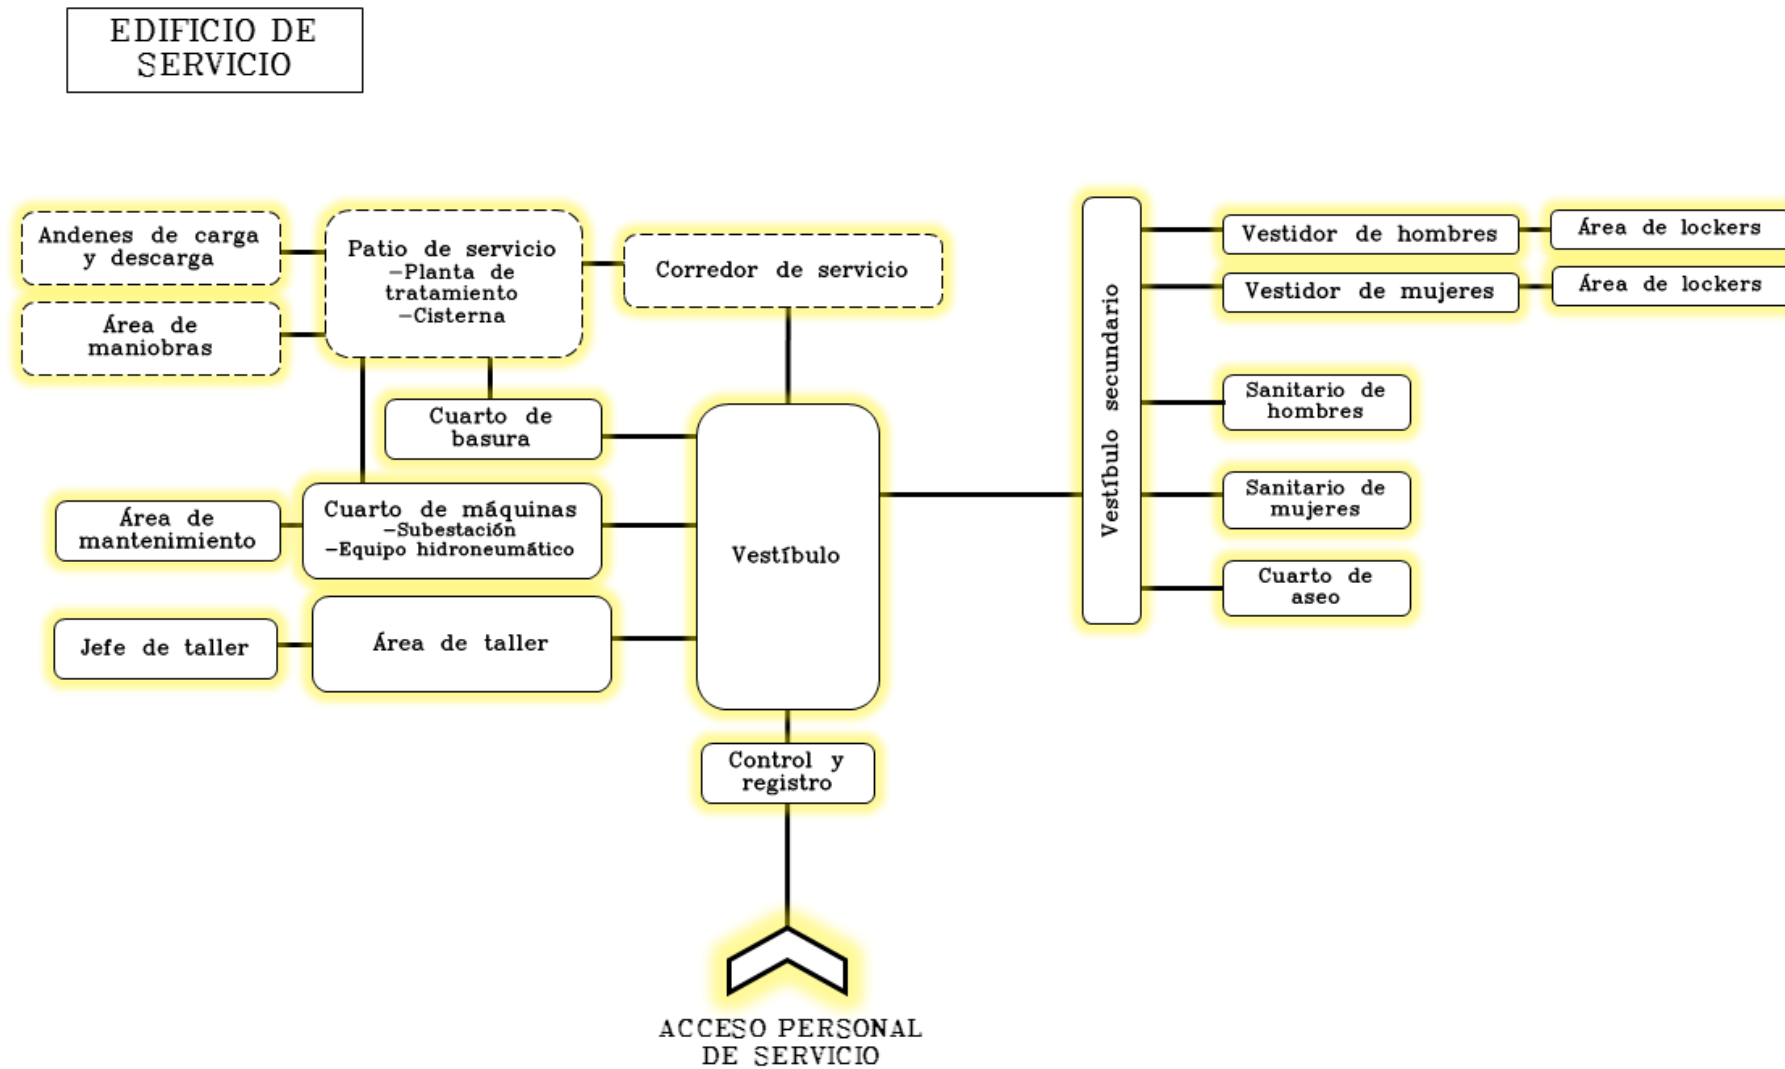 EDIFICIO DE
SERVICIO
Andenes de carga
y descarga
Área de
maniobras
Patio de servicio
-Planta de
tratamiento
-Cisterna
Corredor de servicio
Cuarto de
basura
Área de
mantenimiento
Cuarto de máquinas
-Subestación
-Equipo hidroneumático
Jefe de taller
Área de taller
Vestíbulo
Control y
registro
ACCESO PERSONAL
DE SERVICIO
Vestíbulo secundario
Vestidor de hombres
Área de lockers
Vestidor de mujeres
Área de lockers
Sanitario de
hombres
Sanitario de
mujeres
Cuarto de
aseo